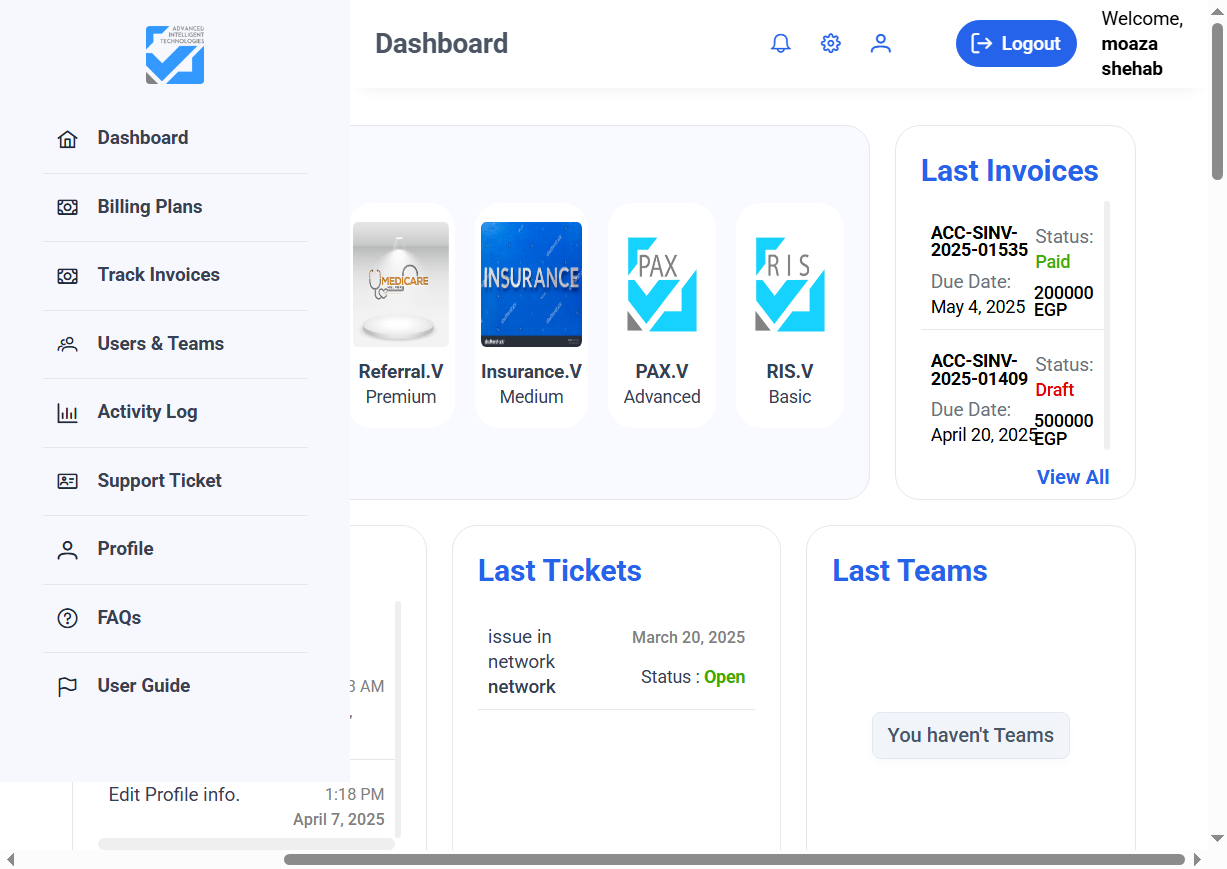 ADVANCED
INTELLIGENT
TECHNOLOGIES
Dashboard
Billing Plans
Track Invoices
Users & Teams
Activity Log
Support Ticket
Profile
FAQs
User Guide
Dashboard
Logout
Welcome,
moaza
shehab
MEDICARE
Referral.V
Premium
INSURANCE
shutterstock
Insurance.V
Medium
PAX
PAX.V
Advanced
RIS
RIS.V
Basic
Last Invoices
ACC-SINV-
2025-01535
Status:
Paid
Due Date:
May 4, 2025
200000
EGP
ACC-SINV-
2025-01409
Status:
Draft
Due Date:
April 20, 2025
500000
EGP
View All
8 AM
,
Edit Profile info.
1:18 PM
April 7, 2025
Last Tickets
issue in
network
network
March 20, 2025
Status : Open
Last Teams
You haven't Teams